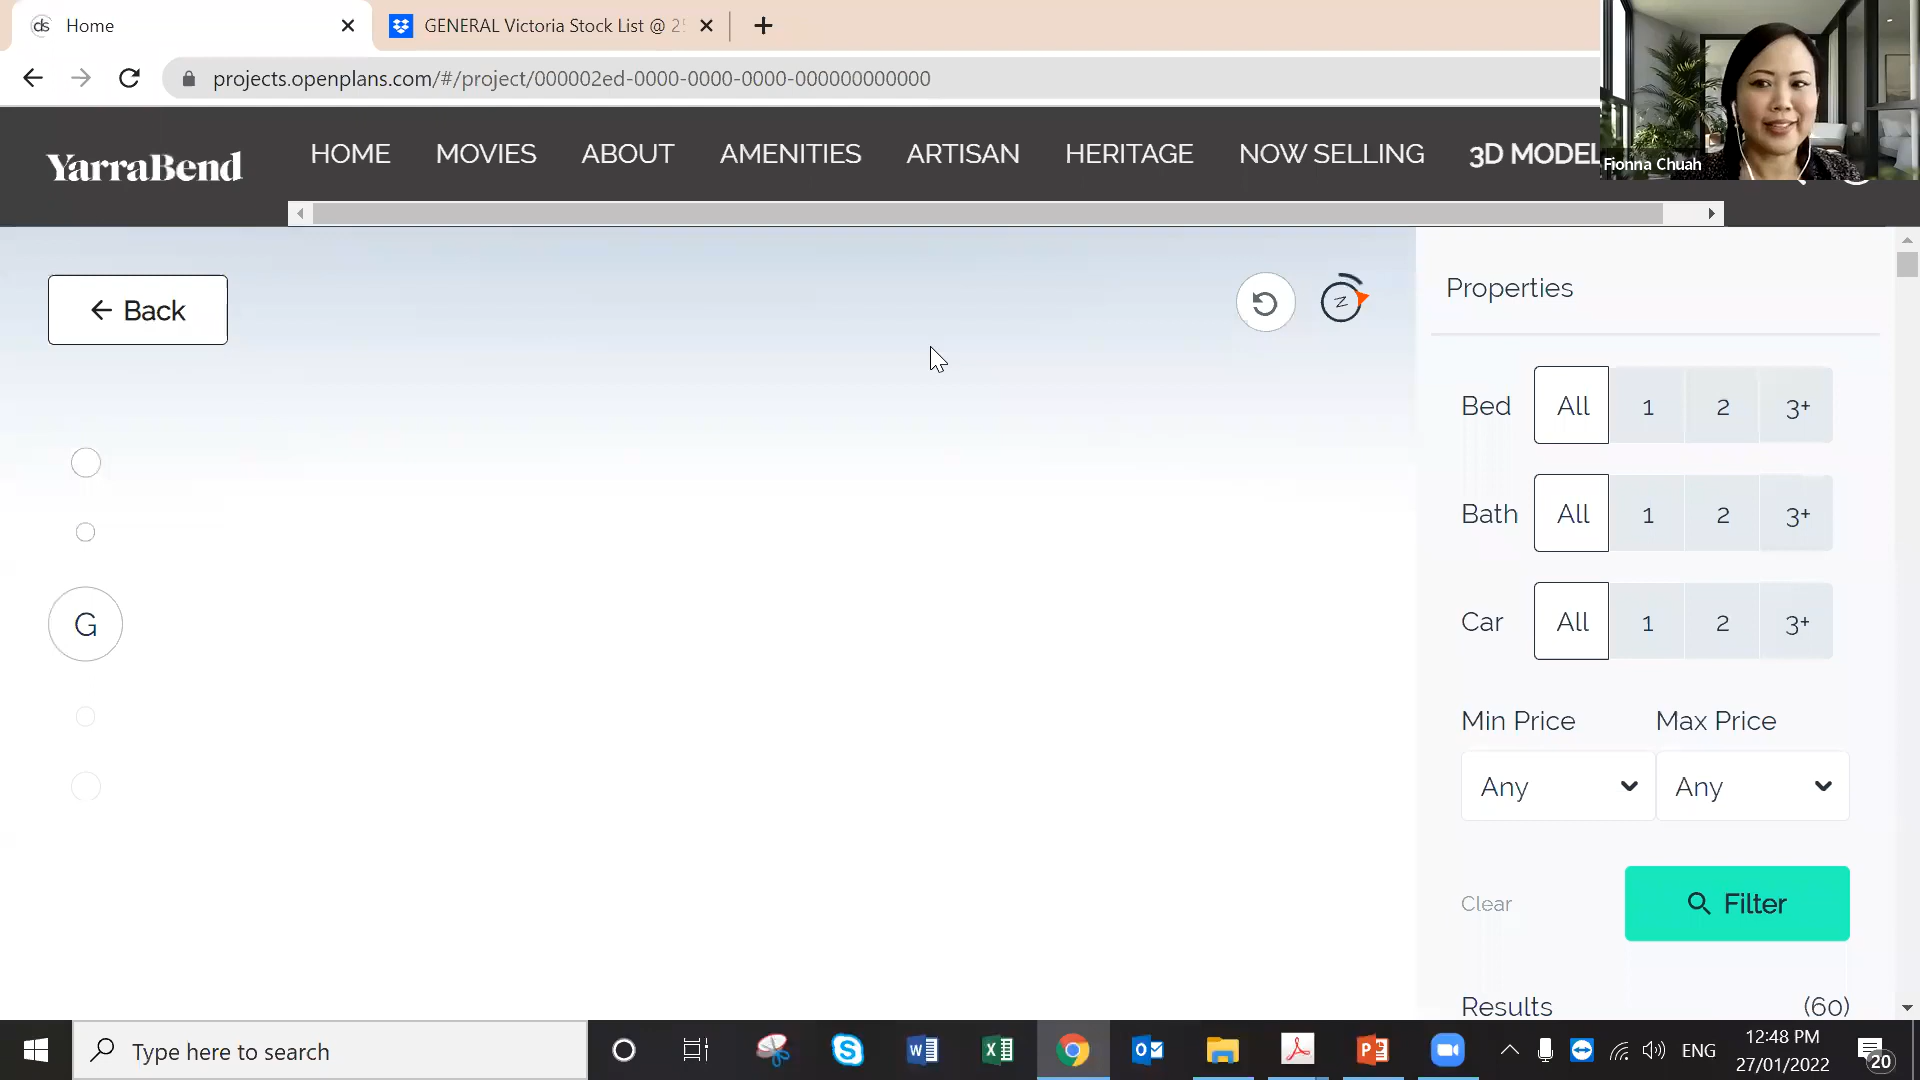 Home
GENERAL Victoria Stock List @ 2
projects.openplans.com/#/project/000002ed-0000-0000-0000-000000000000
YarraBend
HOME
MOVIES
ABOUT
AMENITIES
ARTISAN
HERITAGE
NOW SELLING
3D MODEL
Fionna Chuah
Back
G
Properties
Bed All 1 2 3+
Bath All 1 2 3+
Car All 1 2 3+
Min Price Max Price
Any Any
Clear Filter
Results (60)
Type here to search
ENG
12:48 PM
27/01/2022
20